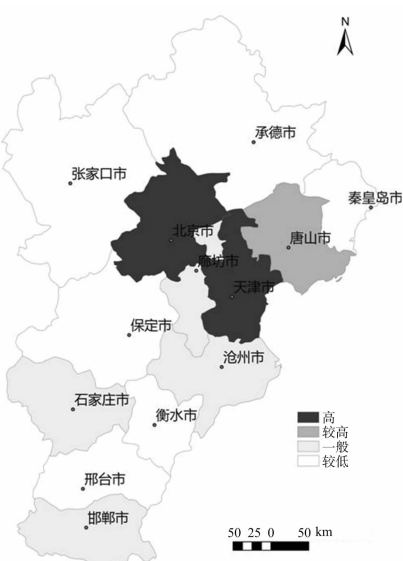 N
承德市
张家口市
秦皇岛市
北京市
唐山市
廊坊市
天津市
保定市
沧州市
石家庄市
衡水市
高
较高
一般
较低
邢台市
邯郸市
50 25 0 50 km